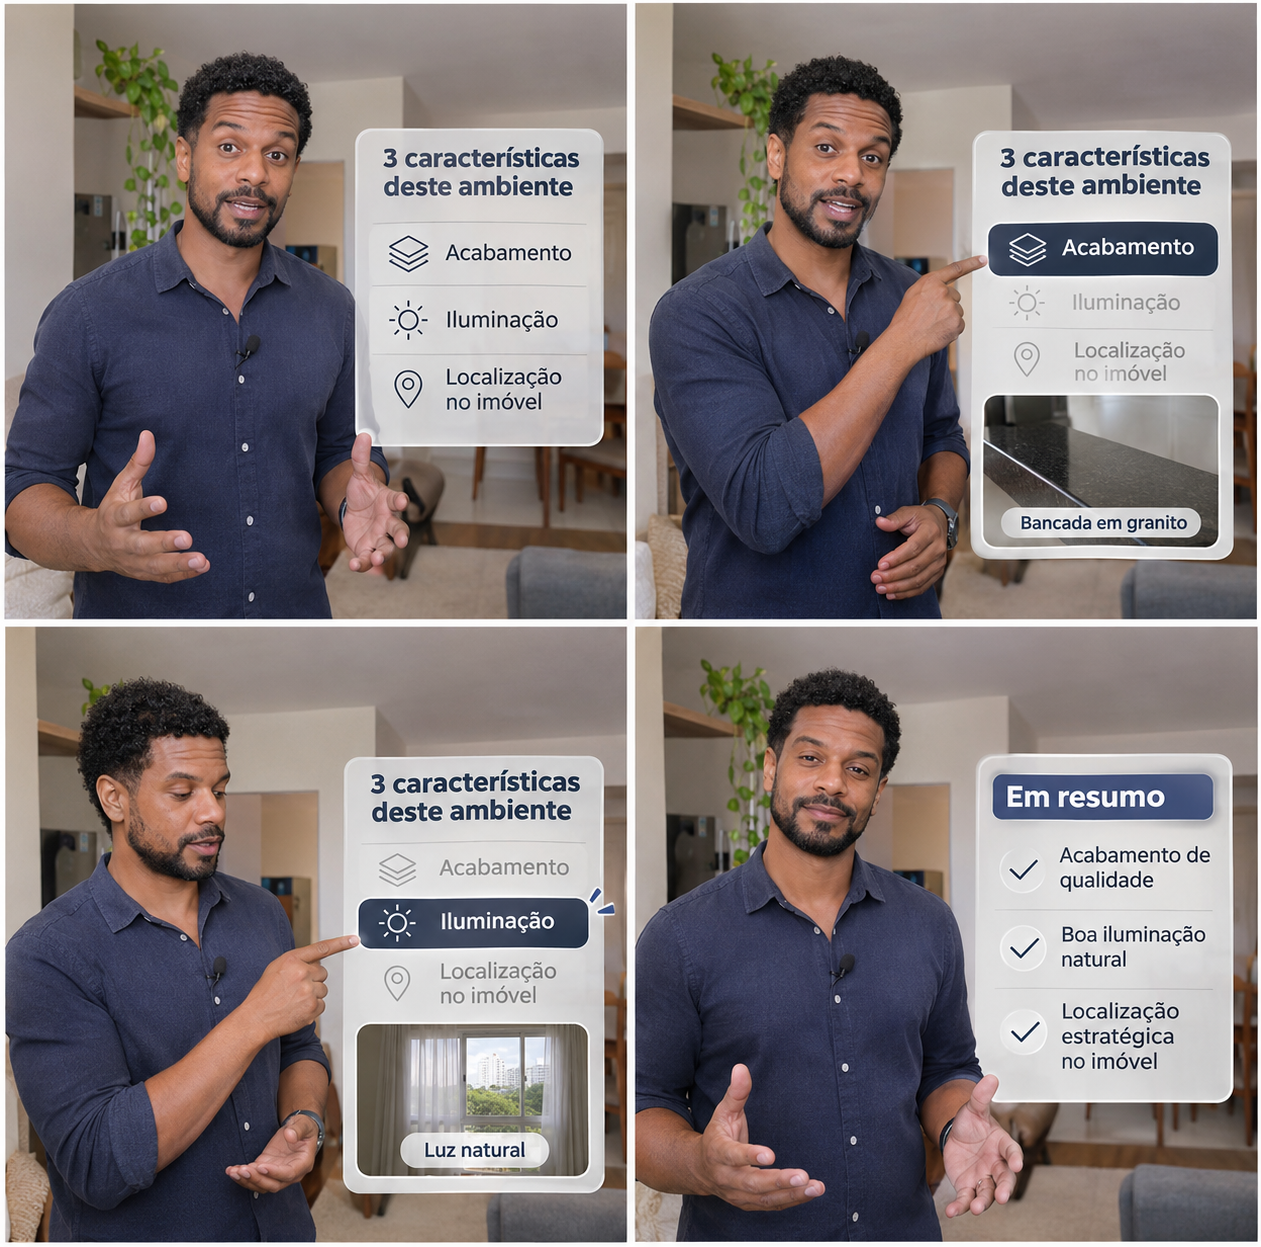 3 características
deste ambiente
Acabamento
Iluminação
Localização
no imóvel
3 características
deste ambiente
Acabamento
Iluminação
Localização
no imóvel
Bancada em granito
3 características
deste ambiente
Acabamento
Iluminação
Localização
no imóvel
Luz natural
Em resumo
Acabamento de
qualidade
Boa iluminação
natural
Localização
estratégica
no imóvel